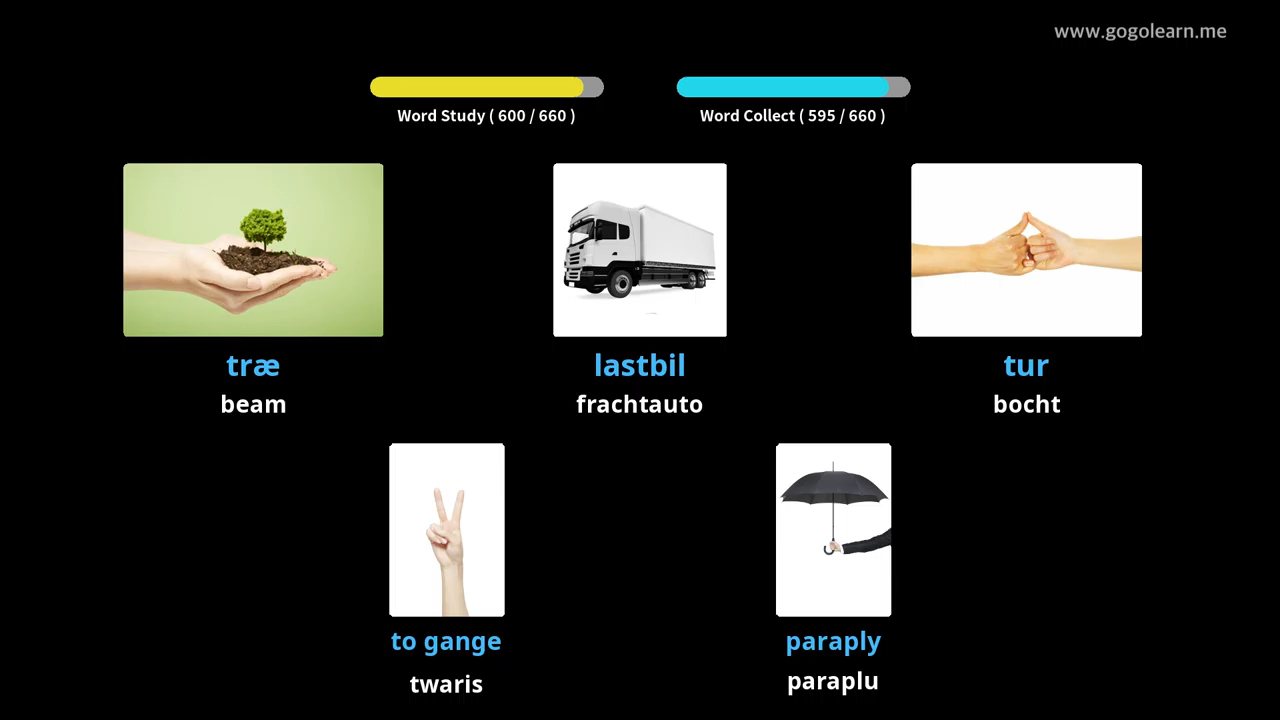 www.gogolearn.me
Word Study ( 600 / 660 )
Word Collect ( 595 / 660 )
træ
beam
lastbil
frachtauto
tur
bocht
to gange
twaris
paraply
paraplu